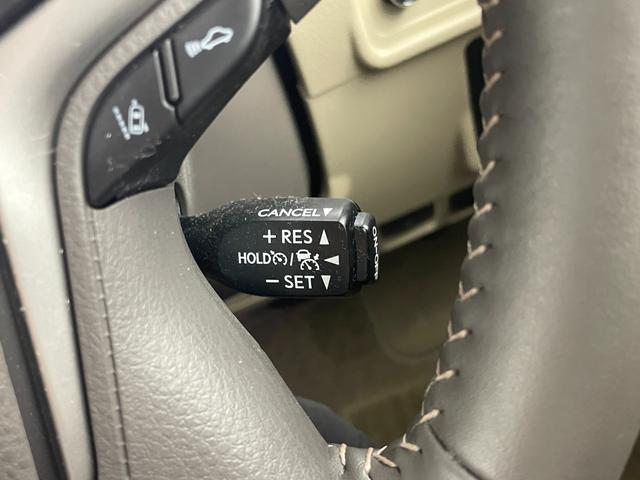 CANCEL▼
+RES▲
HOLD/◄
−SET▼
ON-OFF